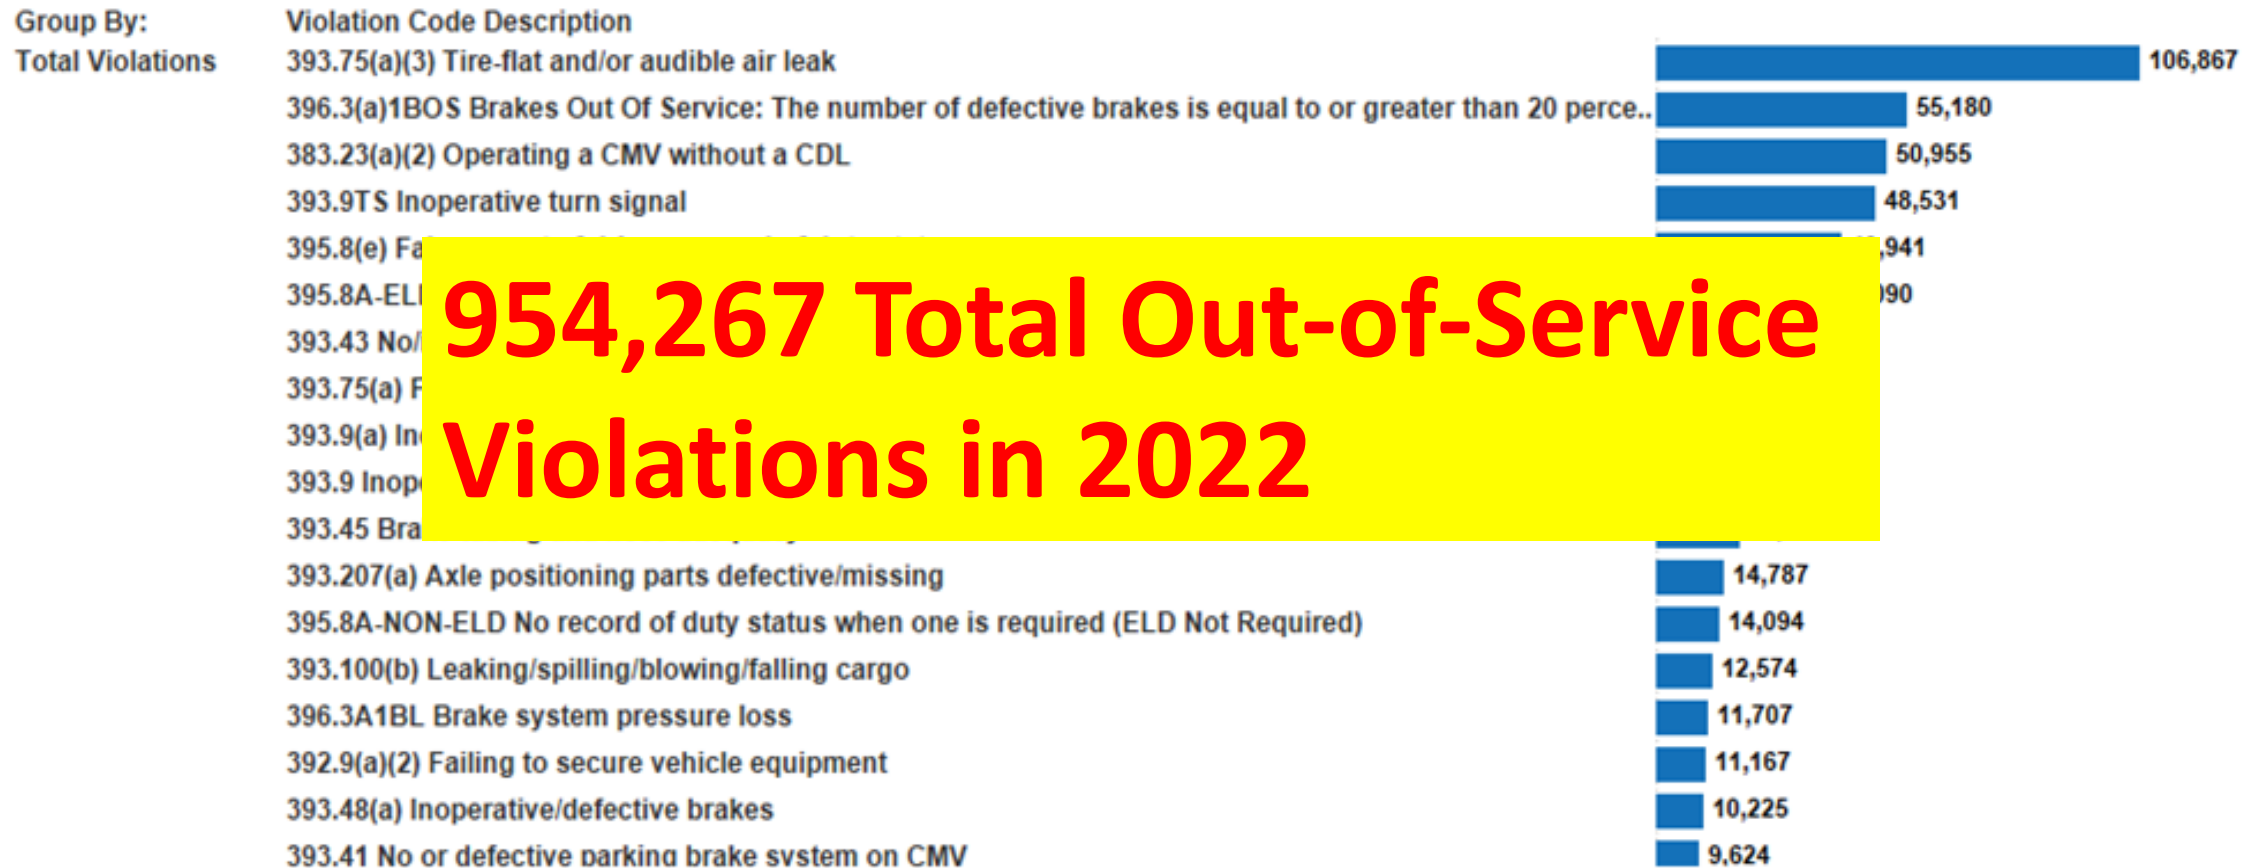 Group By: Violation Code Description
Total Violations 393.75(a)(3) Tire-flat and/or audible air leak 106,867
396.3(a)1BOS Brakes Out Of Service: The number of defective brakes is equal to or greater than 20 perce.. 55,180
383.23(a)(2) Operating a CMV without a CDL 50,955
393.9TS Inoperative turn signal 48,531
395.8(e) ,941
395.8A-EL 090
393.43 No/
954,267 Total Out-of-Service
393.75(a)
393.9(a)
Violations in 2022
393.9
393.45
393.207(a) Axle positioning parts defective/missing 14,787
395.8A-NON-ELD No record of duty status when one is required (ELD Not Required) 14,094
393.100(b) Leaking/spilling/blowing/falling cargo 12,574
396.3A1BL Brake system pressure loss 11,707
392.9(a)(2) Failing to secure vehicle equipment 11,167
393.48(a) Inoperative/defective brakes 10,225
393.41 No or defective parking brake system on CMV 9,624